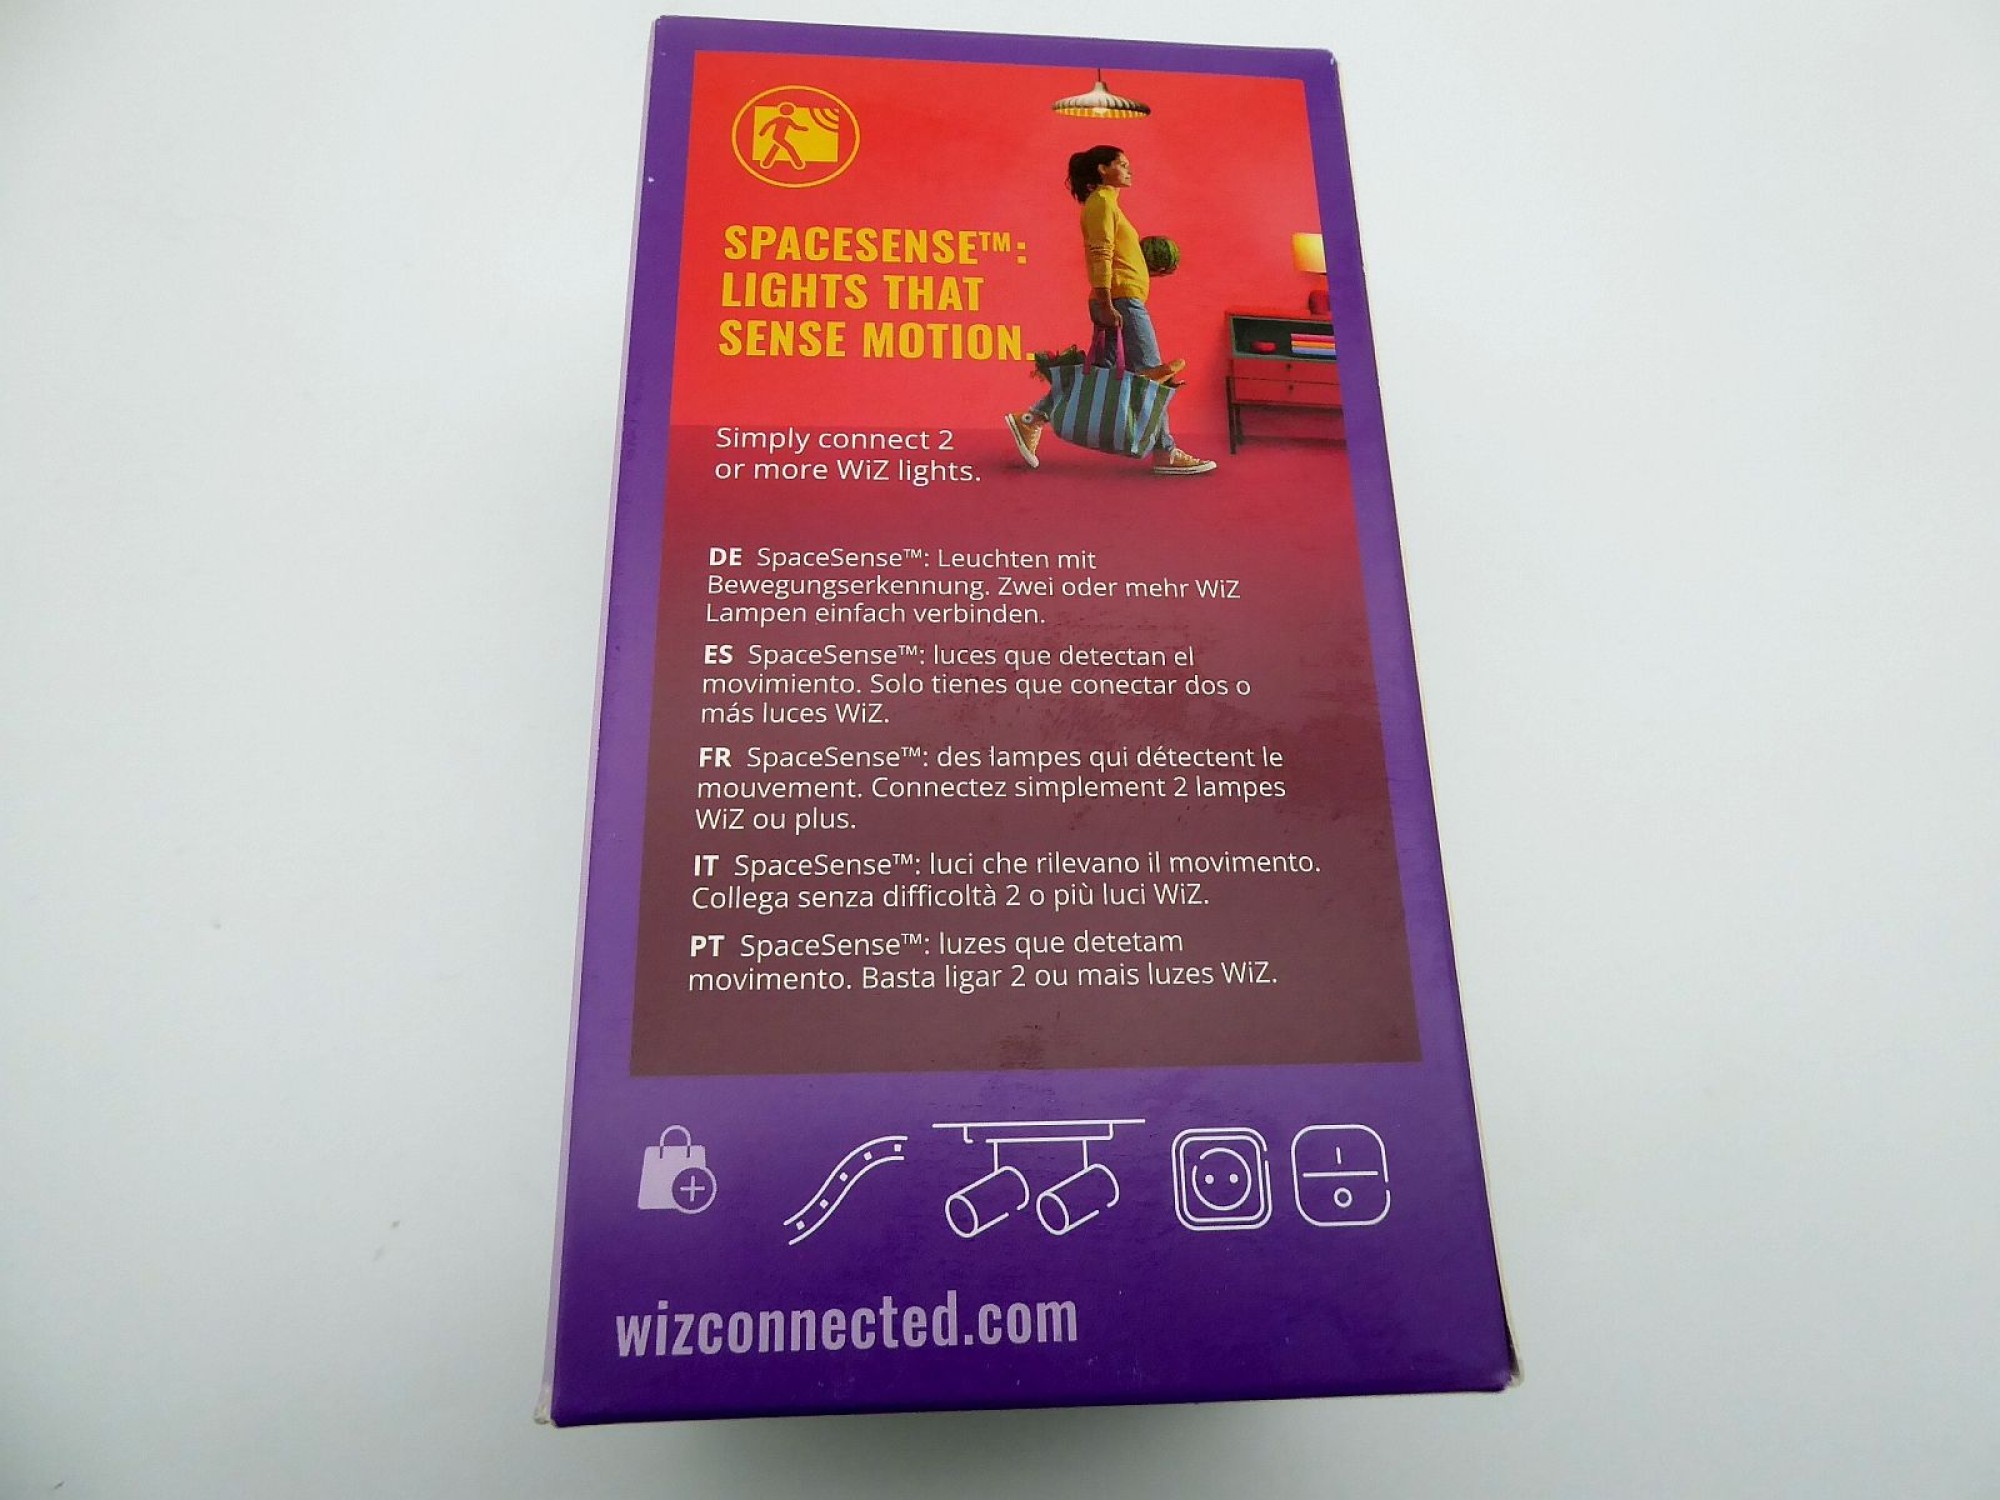 SPACESENSE™:
LIGHTS THAT
SENSE MOTION.
Simply connect 2
or more WiZ lights.
DE SpaceSense™: Leuchten mit
Bewegungserkennung. Zwei oder mehr WiZ
Lampen einfach verbinden.
ES SpaceSense™: luces que detectan el
movimiento. Solo tienes que conectar dos o
más luces WiZ.
FR SpaceSense™: des lampes qui détectent le
mouvement. Connectez simplement 2 lampes
WiZ ou plus.
IT SpaceSense™: luci che rilevano il movimento.
Collega senza difficoltà 2 o più luci WiZ.
PT SpaceSense™: luzes que detetam
movimento. Basta ligar 2 ou mais luzes WiZ.
wizconnected.com